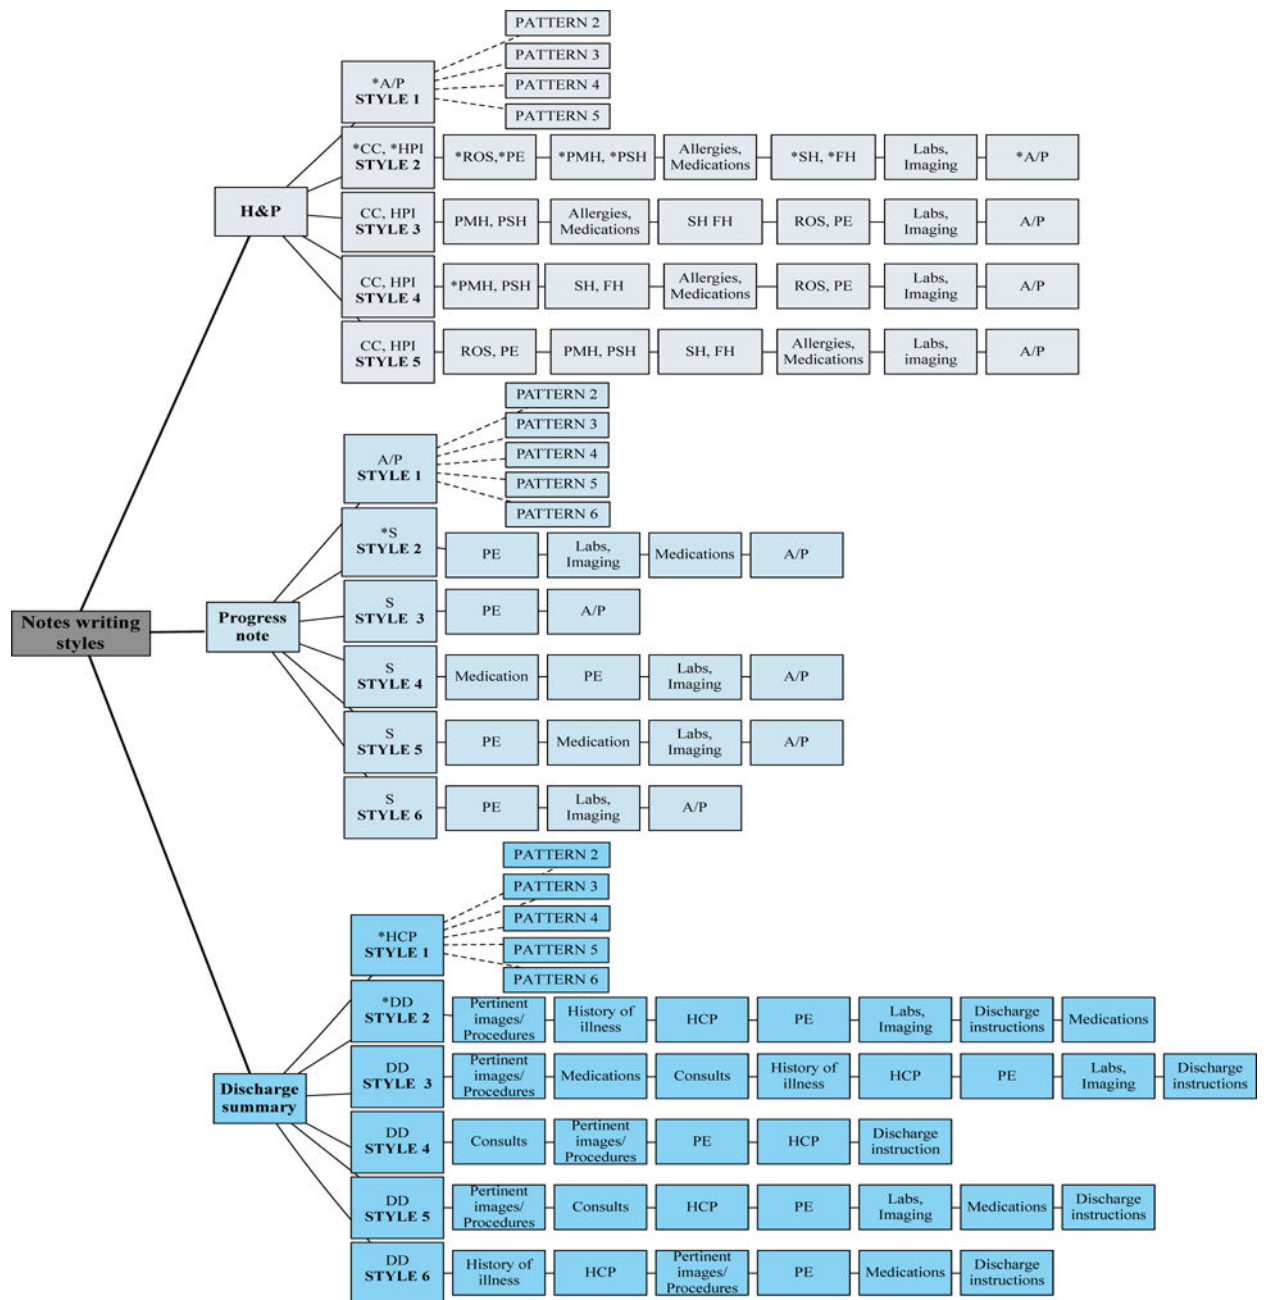 Notes writing
styles
H&P
*A/P
STYLE 1
PATTERN 2
PATTERN 3
PATTERN 4
PATTERN 5
*CC, *HPI
STYLE 2
*ROS,*PE
*PMH, *PSH
Allergies,
Medications
*SH, *FH
Labs,
Imaging
*A/P
CC, HPI
STYLE 3
PMH, PSH
Allergies,
Medications
SH FH
ROS, PE
Labs,
Imaging
A/P
CC, HPI
STYLE 4
*PMH, PSH
SH, FH
Allergies,
Medications
ROS, PE
Labs,
Imaging
A/P
CC, HPI
STYLE 5
ROS, PE
PMH, PSH
SH, FH
Allergies,
Medications
Labs,
imaging
A/P
Progress
note
A/P
STYLE 1
PATTERN 2
PATTERN 3
PATTERN 4
PATTERN 5
PATTERN 6
*S
STYLE 2
PE
Labs,
Imaging
Medications
A/P
S
STYLE 3
PE
A/P
S
STYLE 4
Medication
PE
Labs,
Imaging
A/P
S
STYLE 5
PE
Medication
Labs,
Imaging
A/P
S
STYLE 6
PE
Labs,
Imaging
A/P
Discharge
summary
*HCP
STYLE 1
PATTERN 2
PATTERN 3
PATTERN 4
PATTERN 5
PATTERN 6
*DD
STYLE 2
Pertinent
images/
Procedures
History of
illness
HCP
PE
Labs,
Imaging
Discharge
instructions
Medications
DD
STYLE 3
Pertinent
images/
Procedures
Medications
Consults
History of
illness
HCP
PE
Labs,
Imaging
Discharge
instructions
DD
STYLE 4
Consults
Pertinent
images/
Procedures
PE
HCP
Discharge
instruction
DD
STYLE 5
Pertinent
images/
Procedures
Consults
HCP
PE
Labs,
Imaging
Medications
Discharge
instructions
DD
STYLE 6
History of
illness
HCP
Pertinent
images/
Procedures
PE
Medications
Discharge
instructions